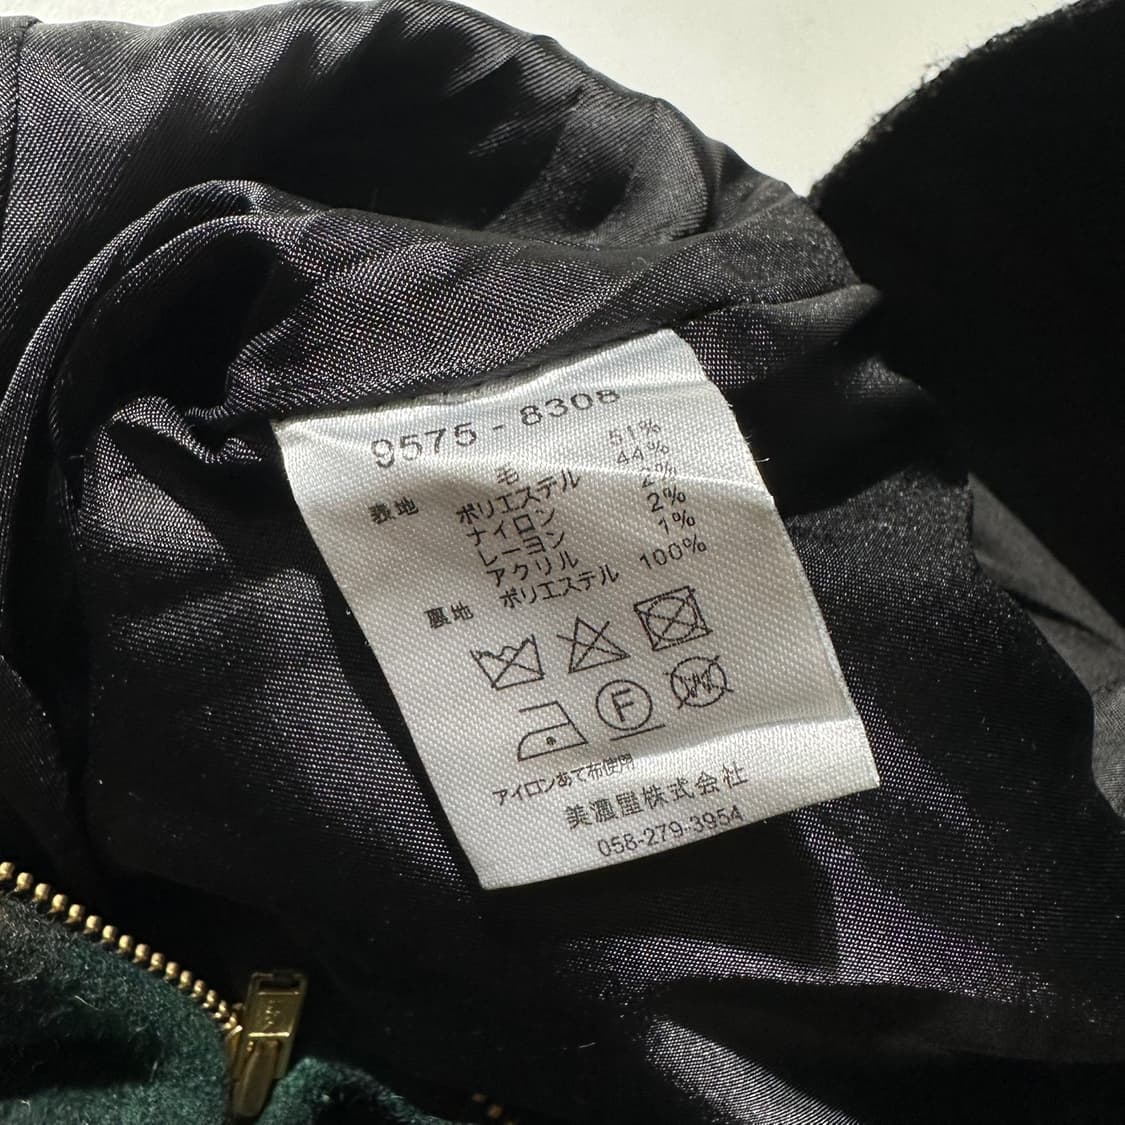 9575-8308
表地 毛 51%
ポリエステル 44%
ナイロン 2%
レーヨン 2%
アクリル 1%
裏地 ポリエステル 100%
F
W
アイロンあて布使用
美濃屋株式会社
058-279-3954